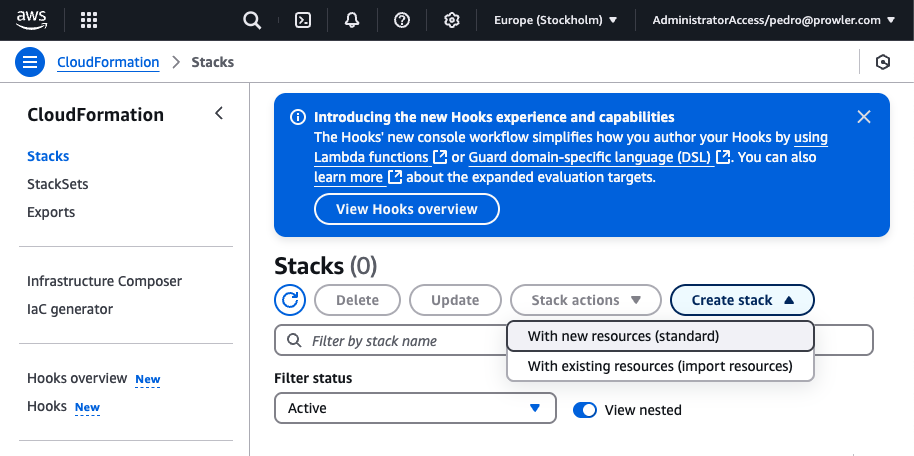 aws
Europe (Stockholm)
AdministratorAccess/pedro@prowler.com
CloudFormation
Stacks
CloudFormation
Stacks
StackSets
Exports
Infrastructure Composer
IaC generator
Hooks overview New
Hooks New
Introducing the new Hooks experience and capabilities
The Hooks' new console workflow simplifies how you author your Hooks by using
Lambda functions or Guard domain-specific language (DSL) . You can also
learn more about the expanded evaluation targets.
View Hooks overview
Stacks (0)
Delete
Update
Stack actions
Create stack
Filter by stack name
With new resources (standard)
With existing resources (import resources)
Filter status
Active
View nested